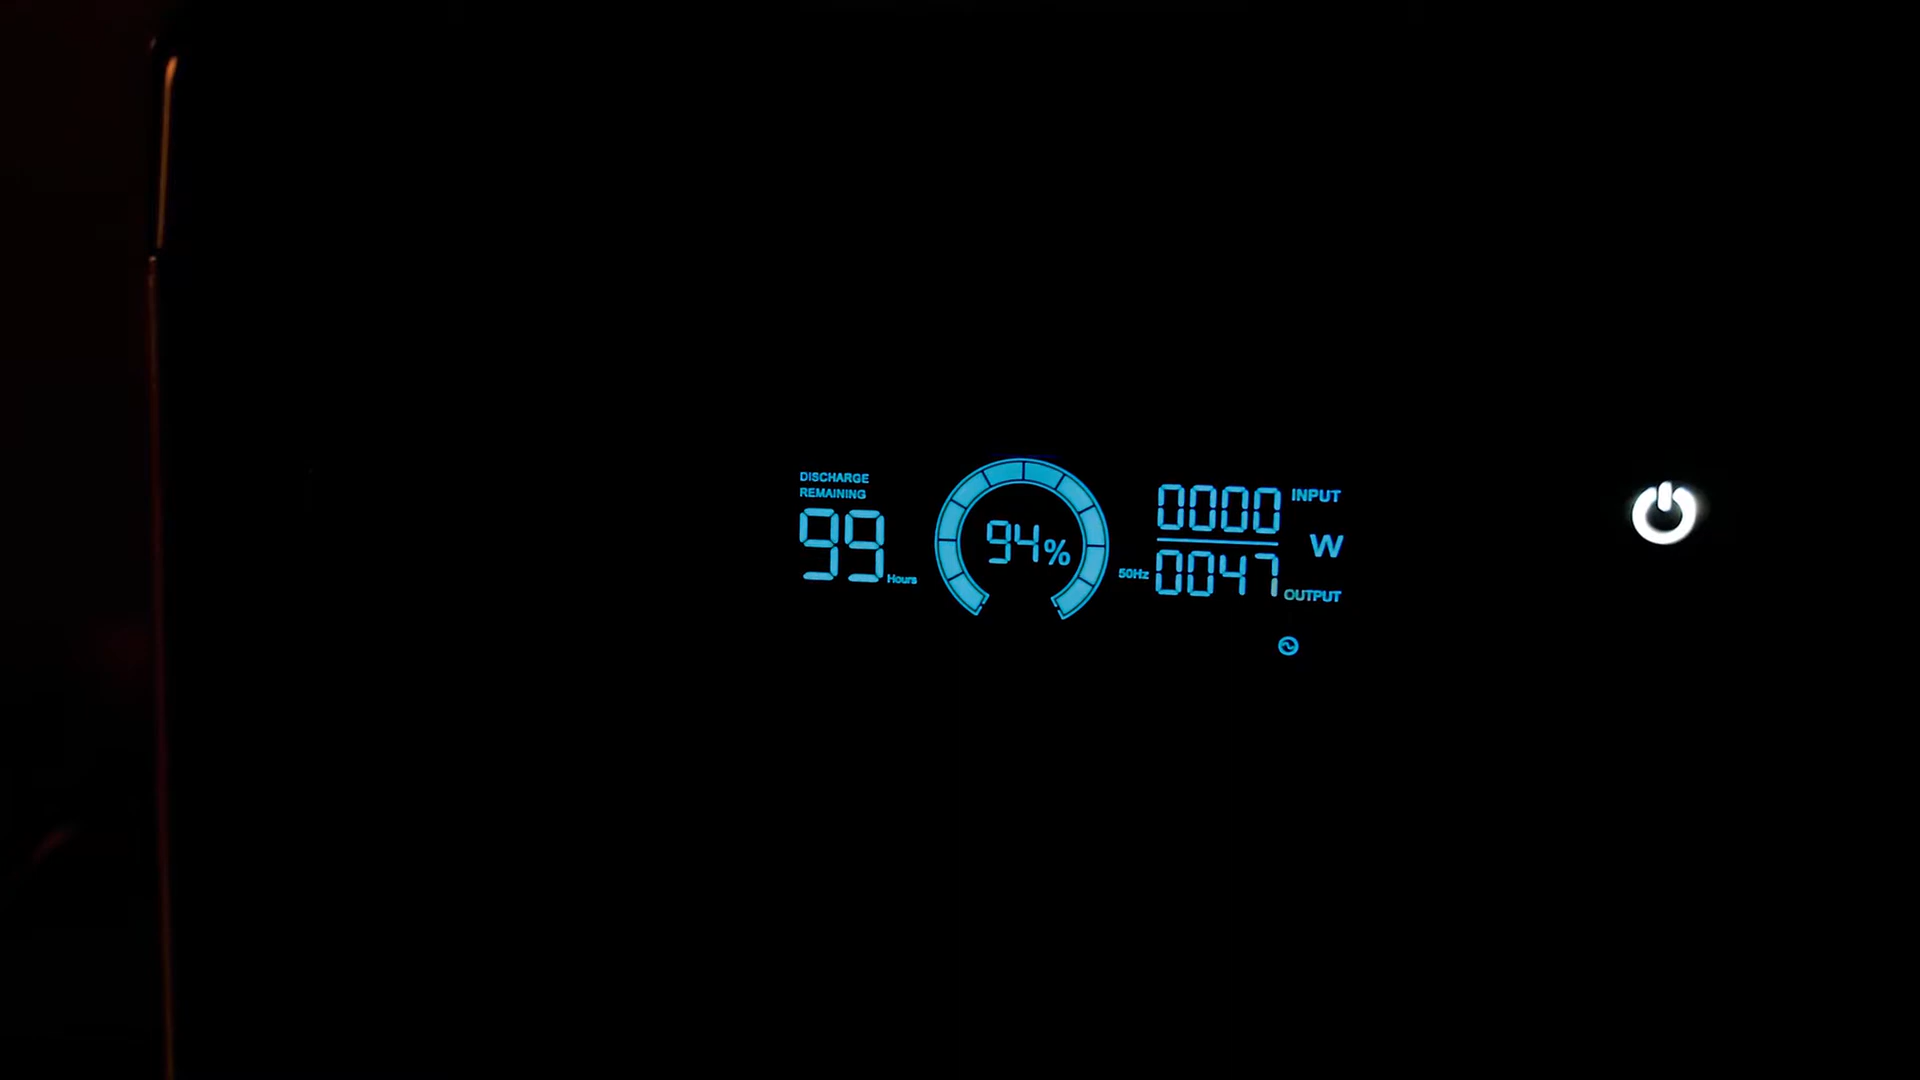 DISCHARGE
REMAINING
99 Hours
94%
0000 INPUT
W
50Hz 0047 OUTPUT